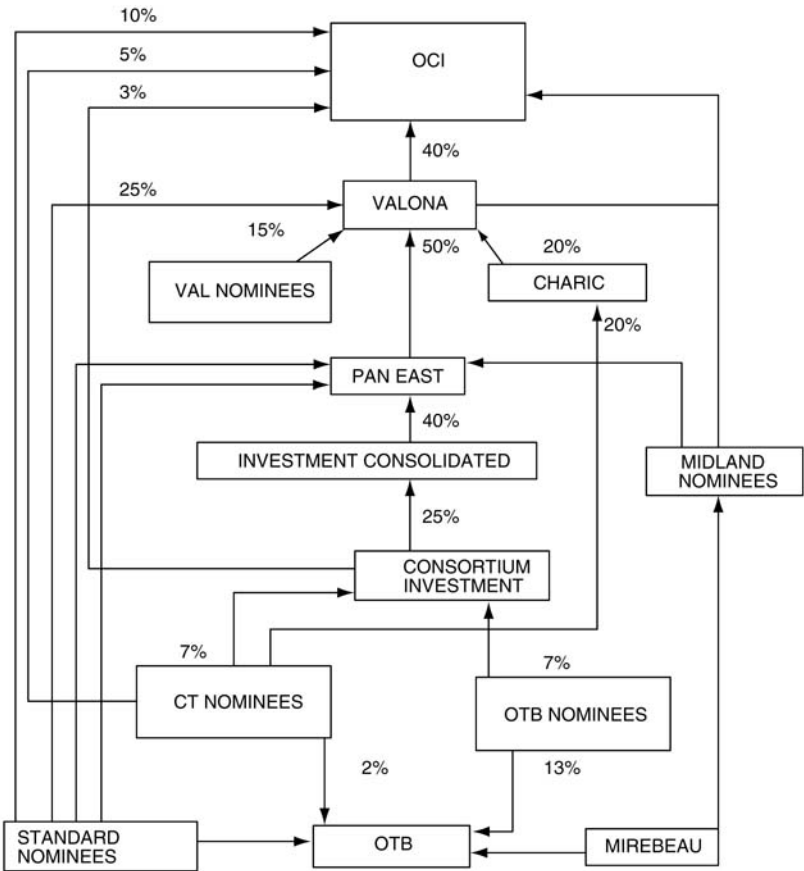 10%
OCI
5%
3%
40%
25%
VALONA
15%
50%
20%
VAL NOMINEES
CHARIC
20%
PAN EAST
40%
INVESTMENT CONSOLIDATED
MIDLAND
NOMINEES
25%
CONSORTIUM
INVESTMENT
7%
7%
CT NOMINEES
OTB NOMINEES
2%
13%
STANDARD
NOMINEES
OTB
MIREBEAU